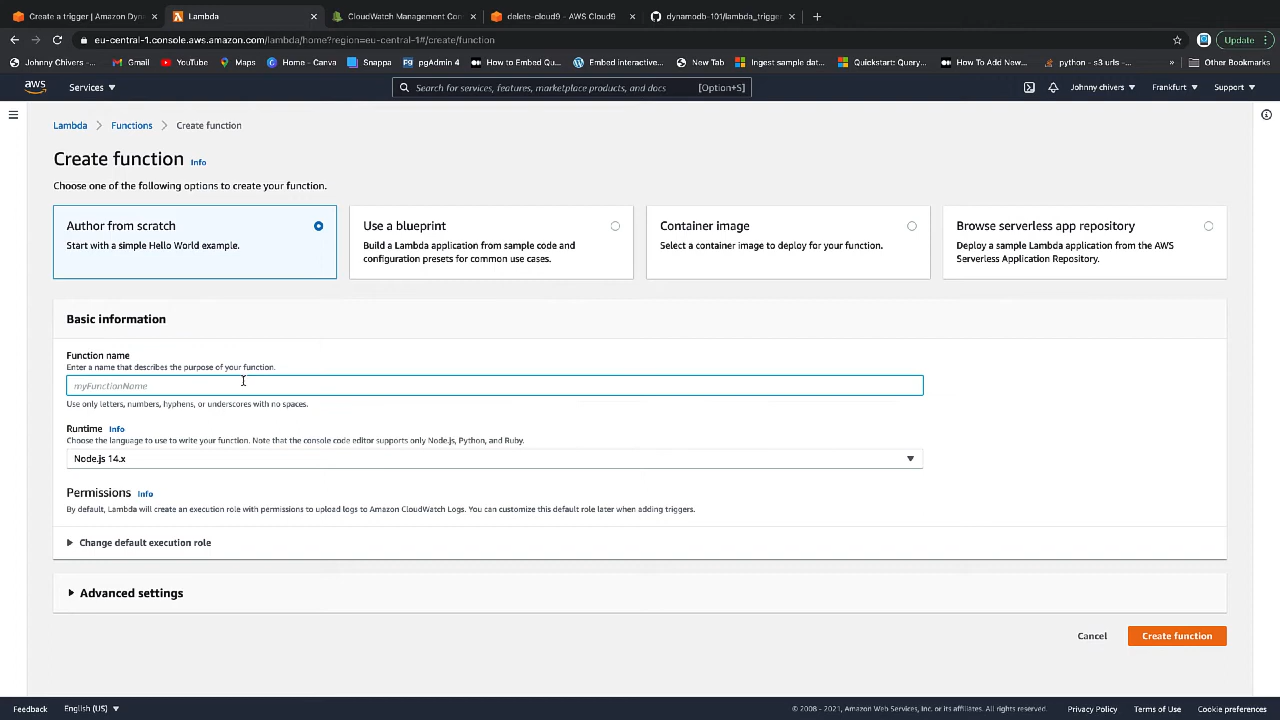 Create a trigger | Amazon Dyn
Lambda
CloudWatch Management Con
delete-cloud9 - AWS Cloud9
dynamodb-101/lambda_trigger
eu-central-1.console.aws.amazon.com/lambda/home?region=eu-central-1#/create/function
Update
Johnny Chivers -...
Gmail
YouTube
Maps
Home - Canva
Snappa
pgAdmin 4
How to Embed Qu...
Interactive embed...
New Tab
Ingest sample dat...
Quickstart: Query...
How To Add New...
python - s3 urls...
»
Other Bookmarks
aws
Services
Search for services, features, marketplace products, and docs
[Option+S]
Johnny chivers
Frankfurt
Support
Lambda
Functions
Create function
Create function Info
Choose one of the following options to create your function.
Author from scratch
Start with a simple Hello World example.
Use a blueprint
Build a Lambda application from sample code and
configuration presets for common use cases.
Container image
Select a container image to deploy for your function.
Browse serverless app repository
Deploy a sample Lambda application from the AWS
Serverless Application Repository.
Basic information
Function name
Enter a name that describes the purpose of your function.
myFunctionName
Use only letters, numbers, hyphens, or underscores with no spaces.
Runtime Info
Choose the language to use to write your function. Note that the console code editor supports only Node.js, Python, and Ruby.
Node.js 14.x
Permissions Info
By default, Lambda will create an execution role with permissions to upload logs to Amazon CloudWatch Logs. You can customize this default role later when adding triggers.
Change default execution role
Advanced settings
Cancel
Create function
Feedback
English (US)
© 2008 - 2021, Amazon Web Services, Inc. or its affiliates. All rights reserved.
Privacy Policy
Terms of Use
Cookie preferences